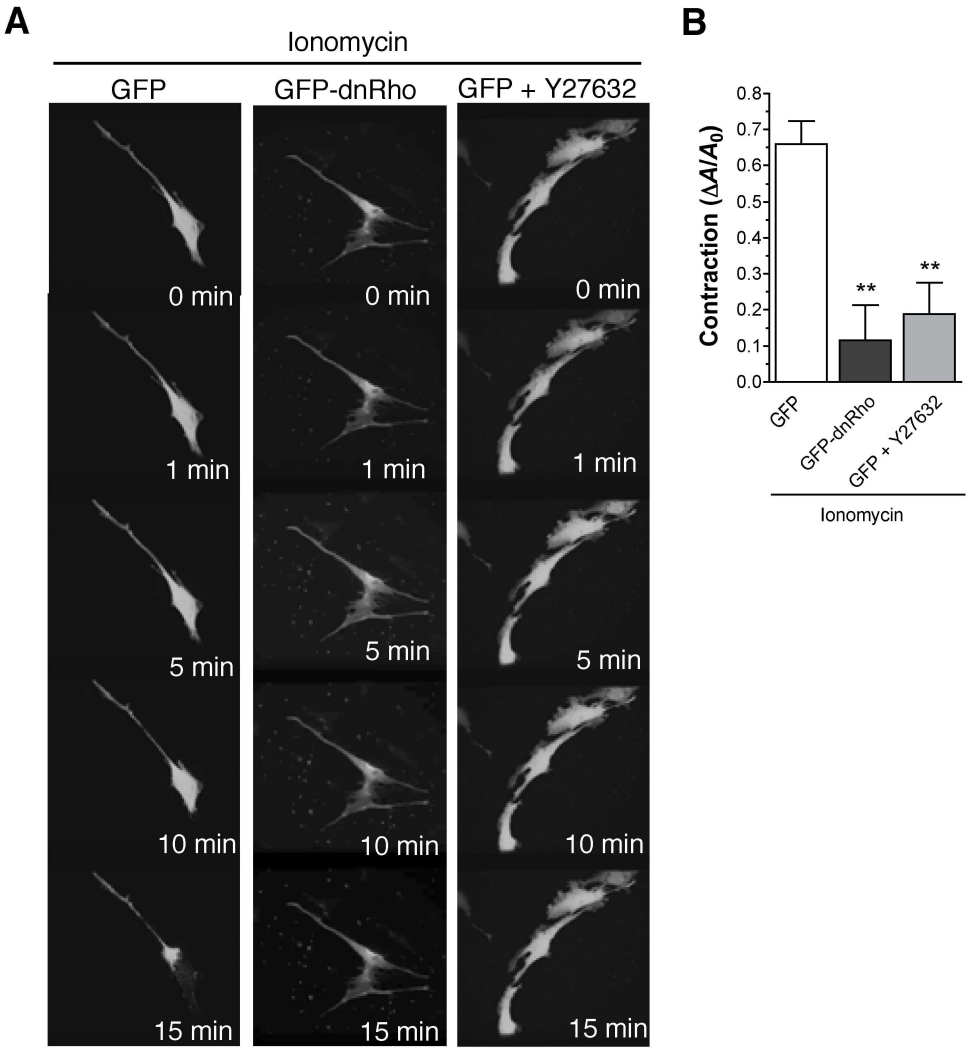 A
Ionomycin
GFP GFP-dnRho GFP + Y27632
0 min 0 min 0 min
1 min 1 min 1 min
5 min 5 min 5 min
10 min 10 min 10 min
15 min 15 min 15 min
B
Contraction (ΔA/A₀)
0.8
0.7
0.6
0.5
0.4
0.3
0.2
0.1
0.0
** **
GFP GFP-dnRho GFP + Y27632
Ionomycin